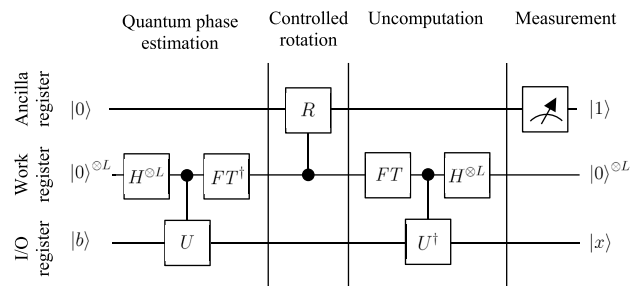 Quantum phase
estimation
Controlled
rotation
Uncomputation
Measurement
Ancilla
register
|0⟩
R
|1⟩
Work
register
|0⟩^{⊗L}
H^{⊗L}
FT^†
FT
H^{⊗L}
|0⟩^{⊗L}
I/O
register
|b⟩
U
U^†
|x⟩